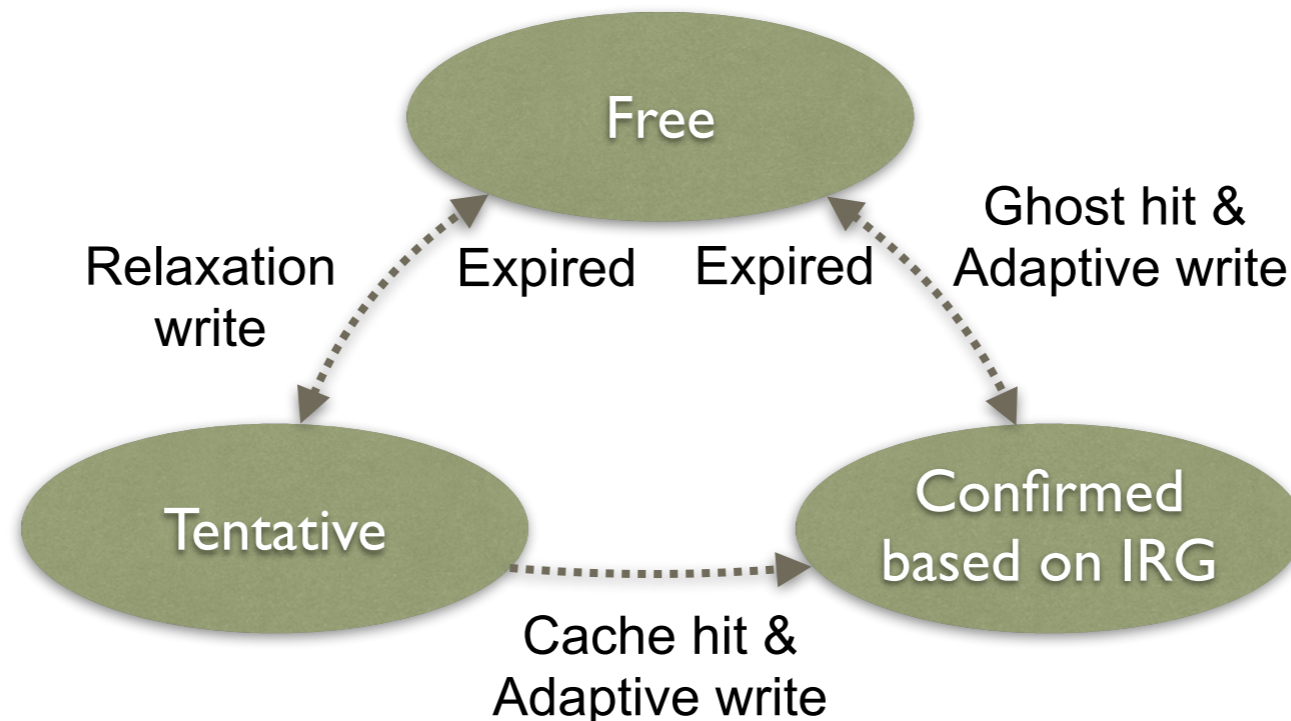 Free
Ghost hit &
Adaptive write
Relaxation
write
Expired
Expired
Tentative
Confirmed
based on IRG
Cache hit &
Adaptive write